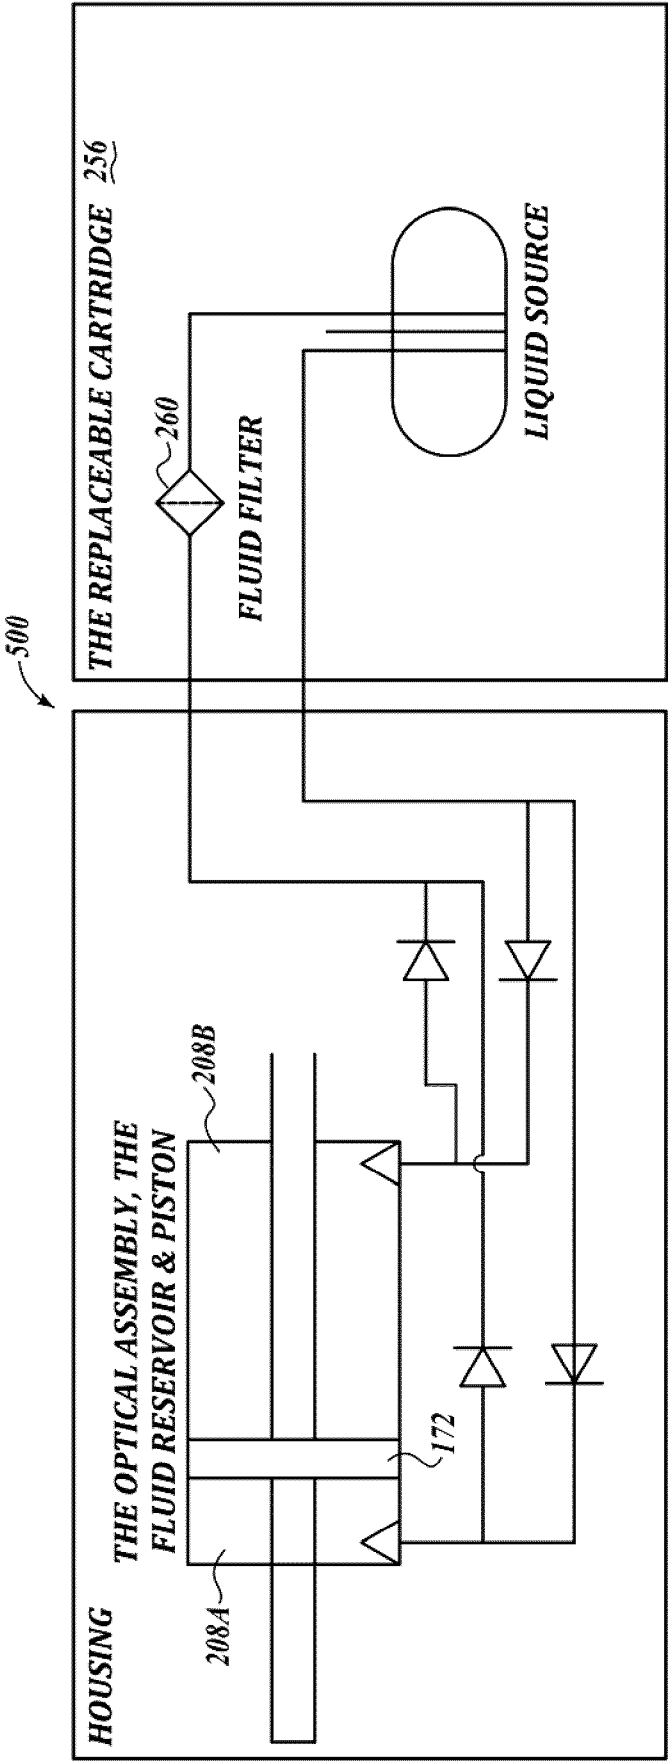 500
HOUSING
THE OPTICAL ASSEMBLY, THE
FLUID RESERVOIR & PISTON
208A
208B
172
THE REPLACEABLE CARTRIDGE 256
260
FLUID FILTER
LIQUID SOURCE